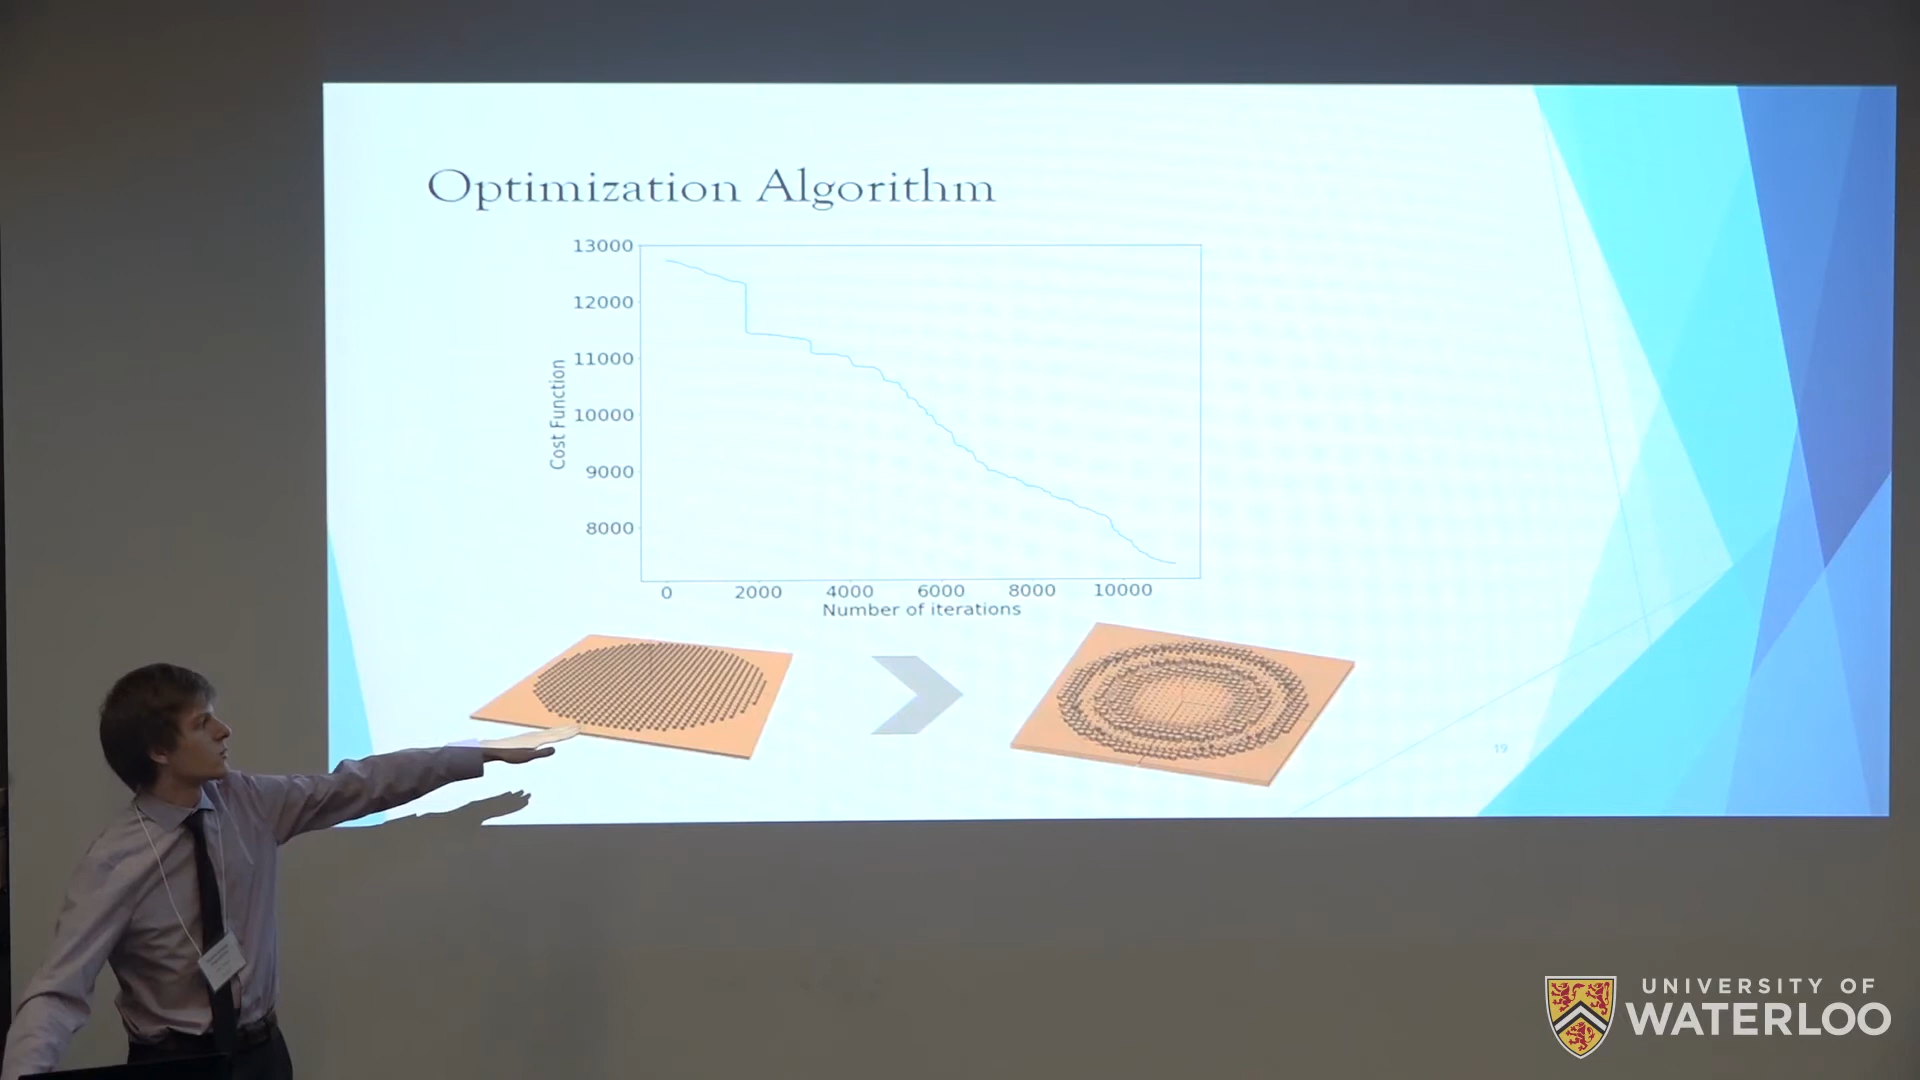 Optimization Algorithm
13000
12000
11000
10000
9000
8000
Cost Function
0 2000 4000 6000 8000 10000
Number of iterations
19
UNIVERSITY OF
WATERLOO